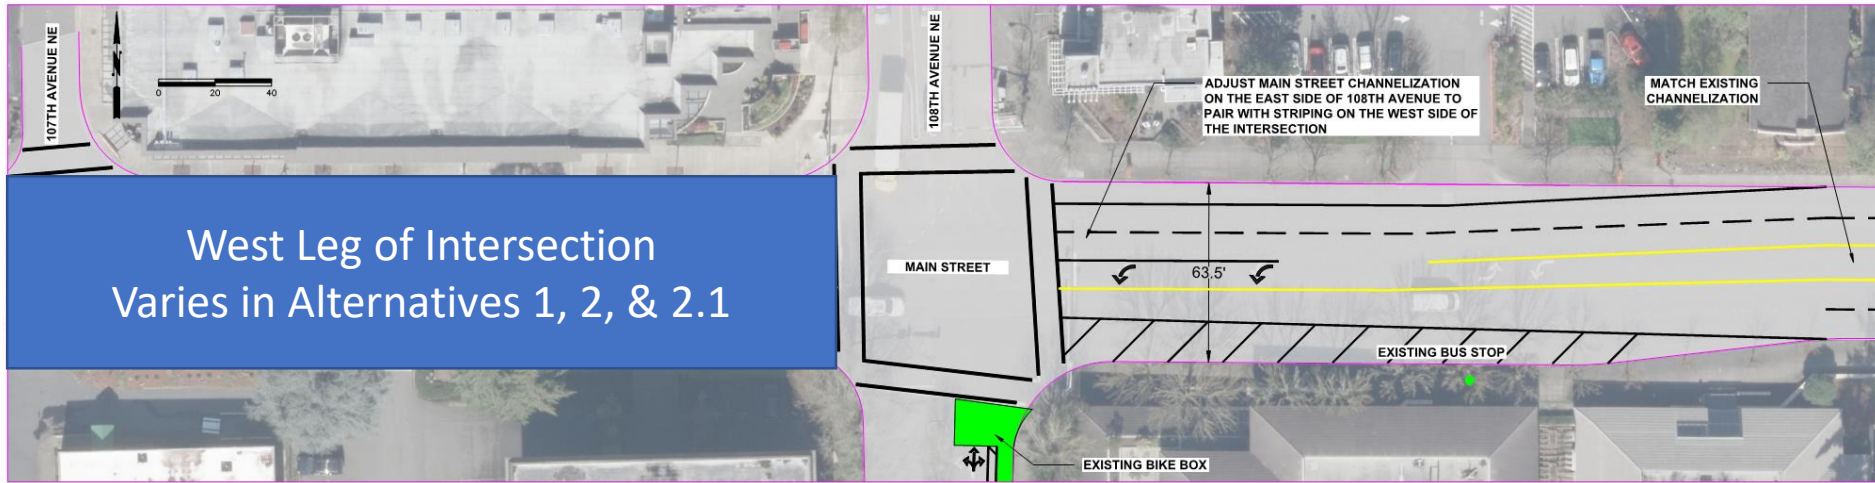 107TH AVENUE NE
N
0 20 40
108TH AVENUE NE
ADJUST MAIN STREET CHANNELIZATION
ON THE EAST SIDE OF 108TH AVENUE TO
PAIR WITH STRIPING ON THE WEST SIDE OF
THE INTERSECTION
MATCH EXISTING
CHANNELIZATION
West Leg of Intersection
Varies in Alternatives 1, 2, & 2.1
MAIN STREET
63.5'
EXISTING BUS STOP
EXISTING BIKE BOX